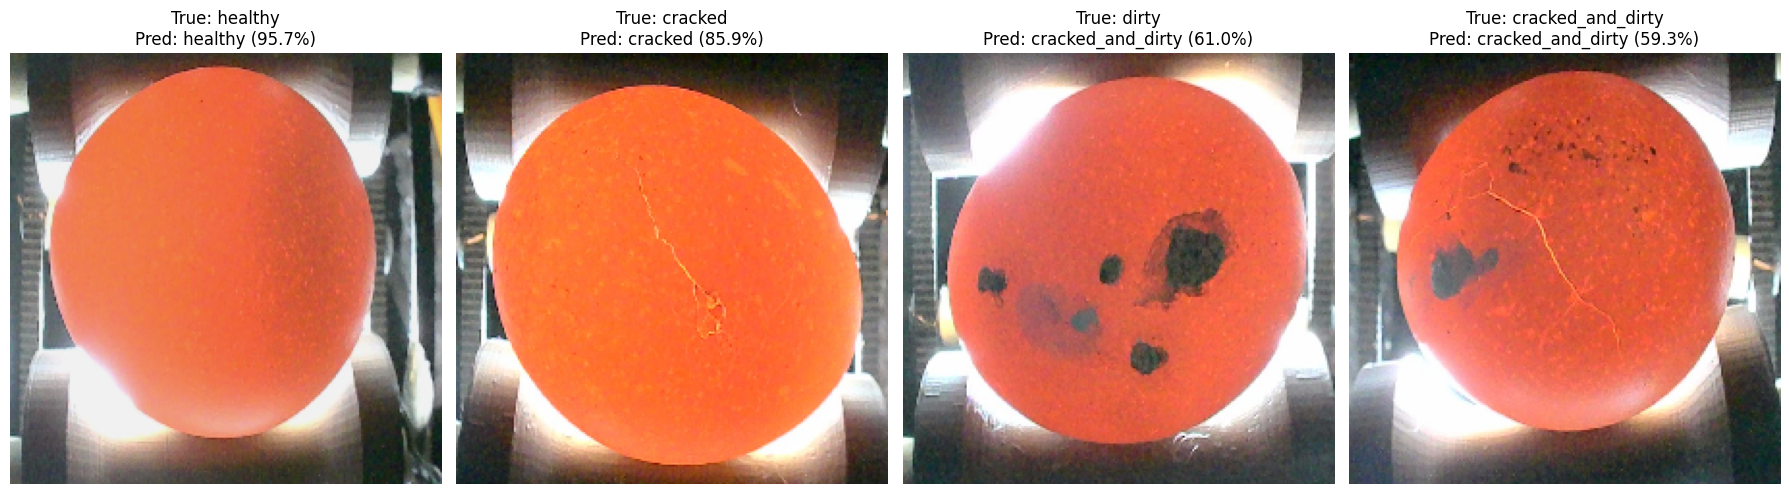 True: healthy
Pred: healthy (95.7%)
True: cracked
Pred: cracked (85.9%)
True: dirty
Pred: cracked_and_dirty (61.0%)
True: cracked_and_dirty
Pred: cracked_and_dirty (59.3%)